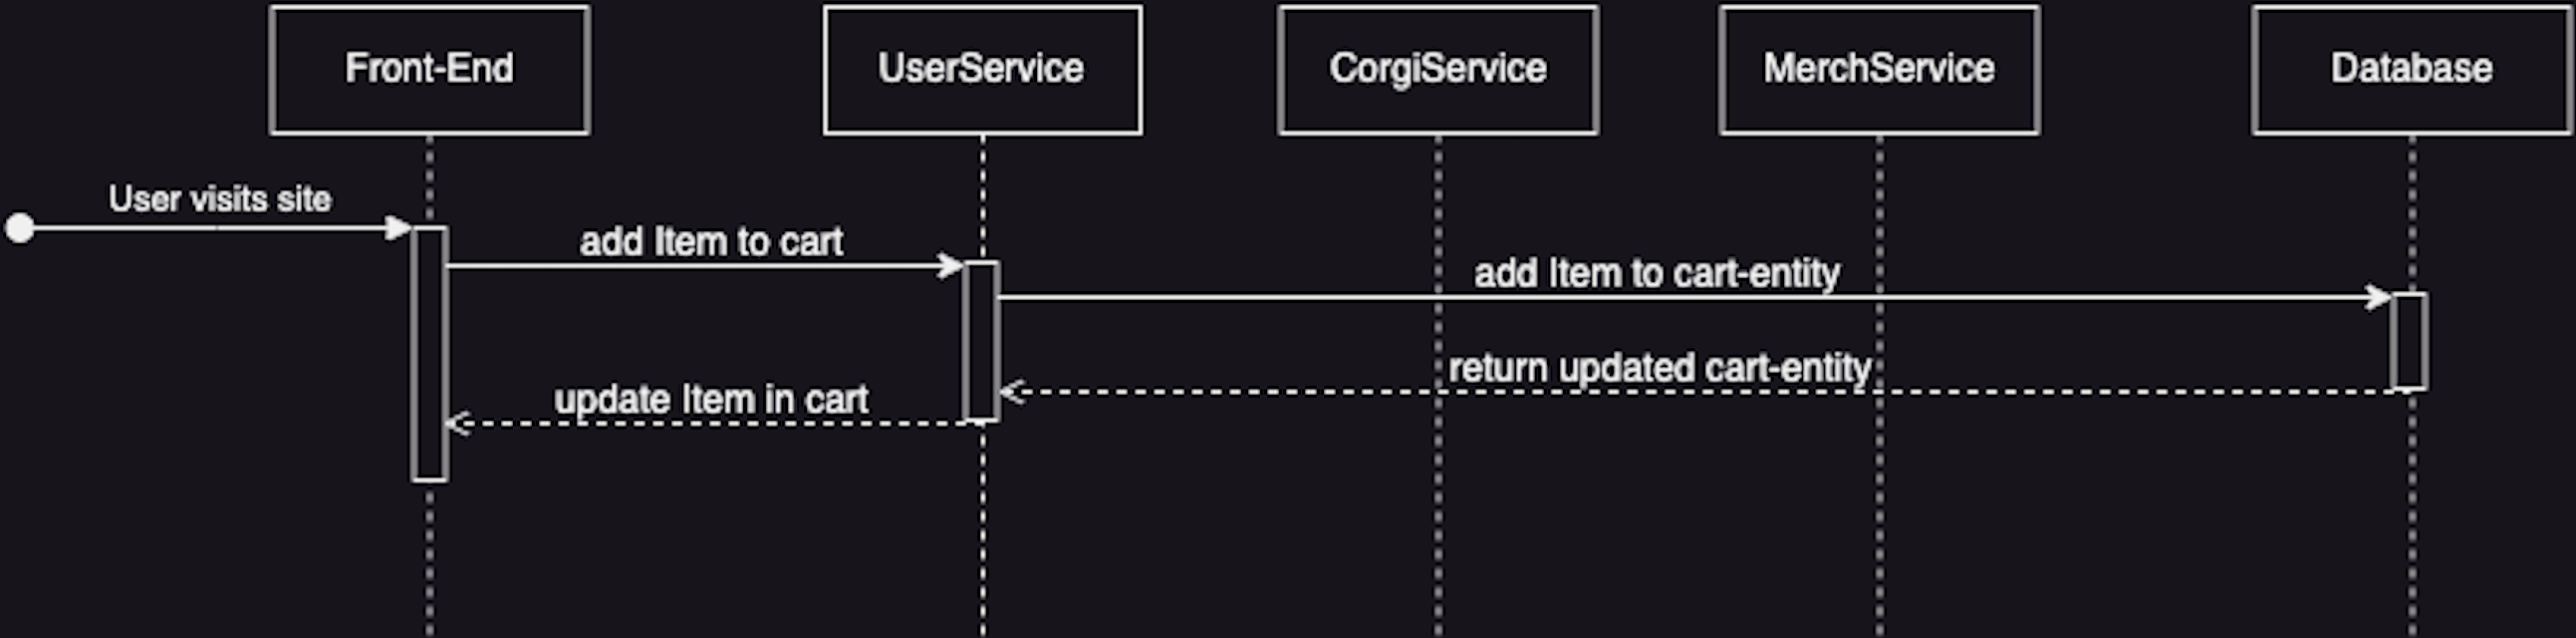 Front-End
UserService
CorgiService
MerchService
Database
User visits site
add Item to cart
add Item to cart-entity
return updated cart-entity
update Item in cart